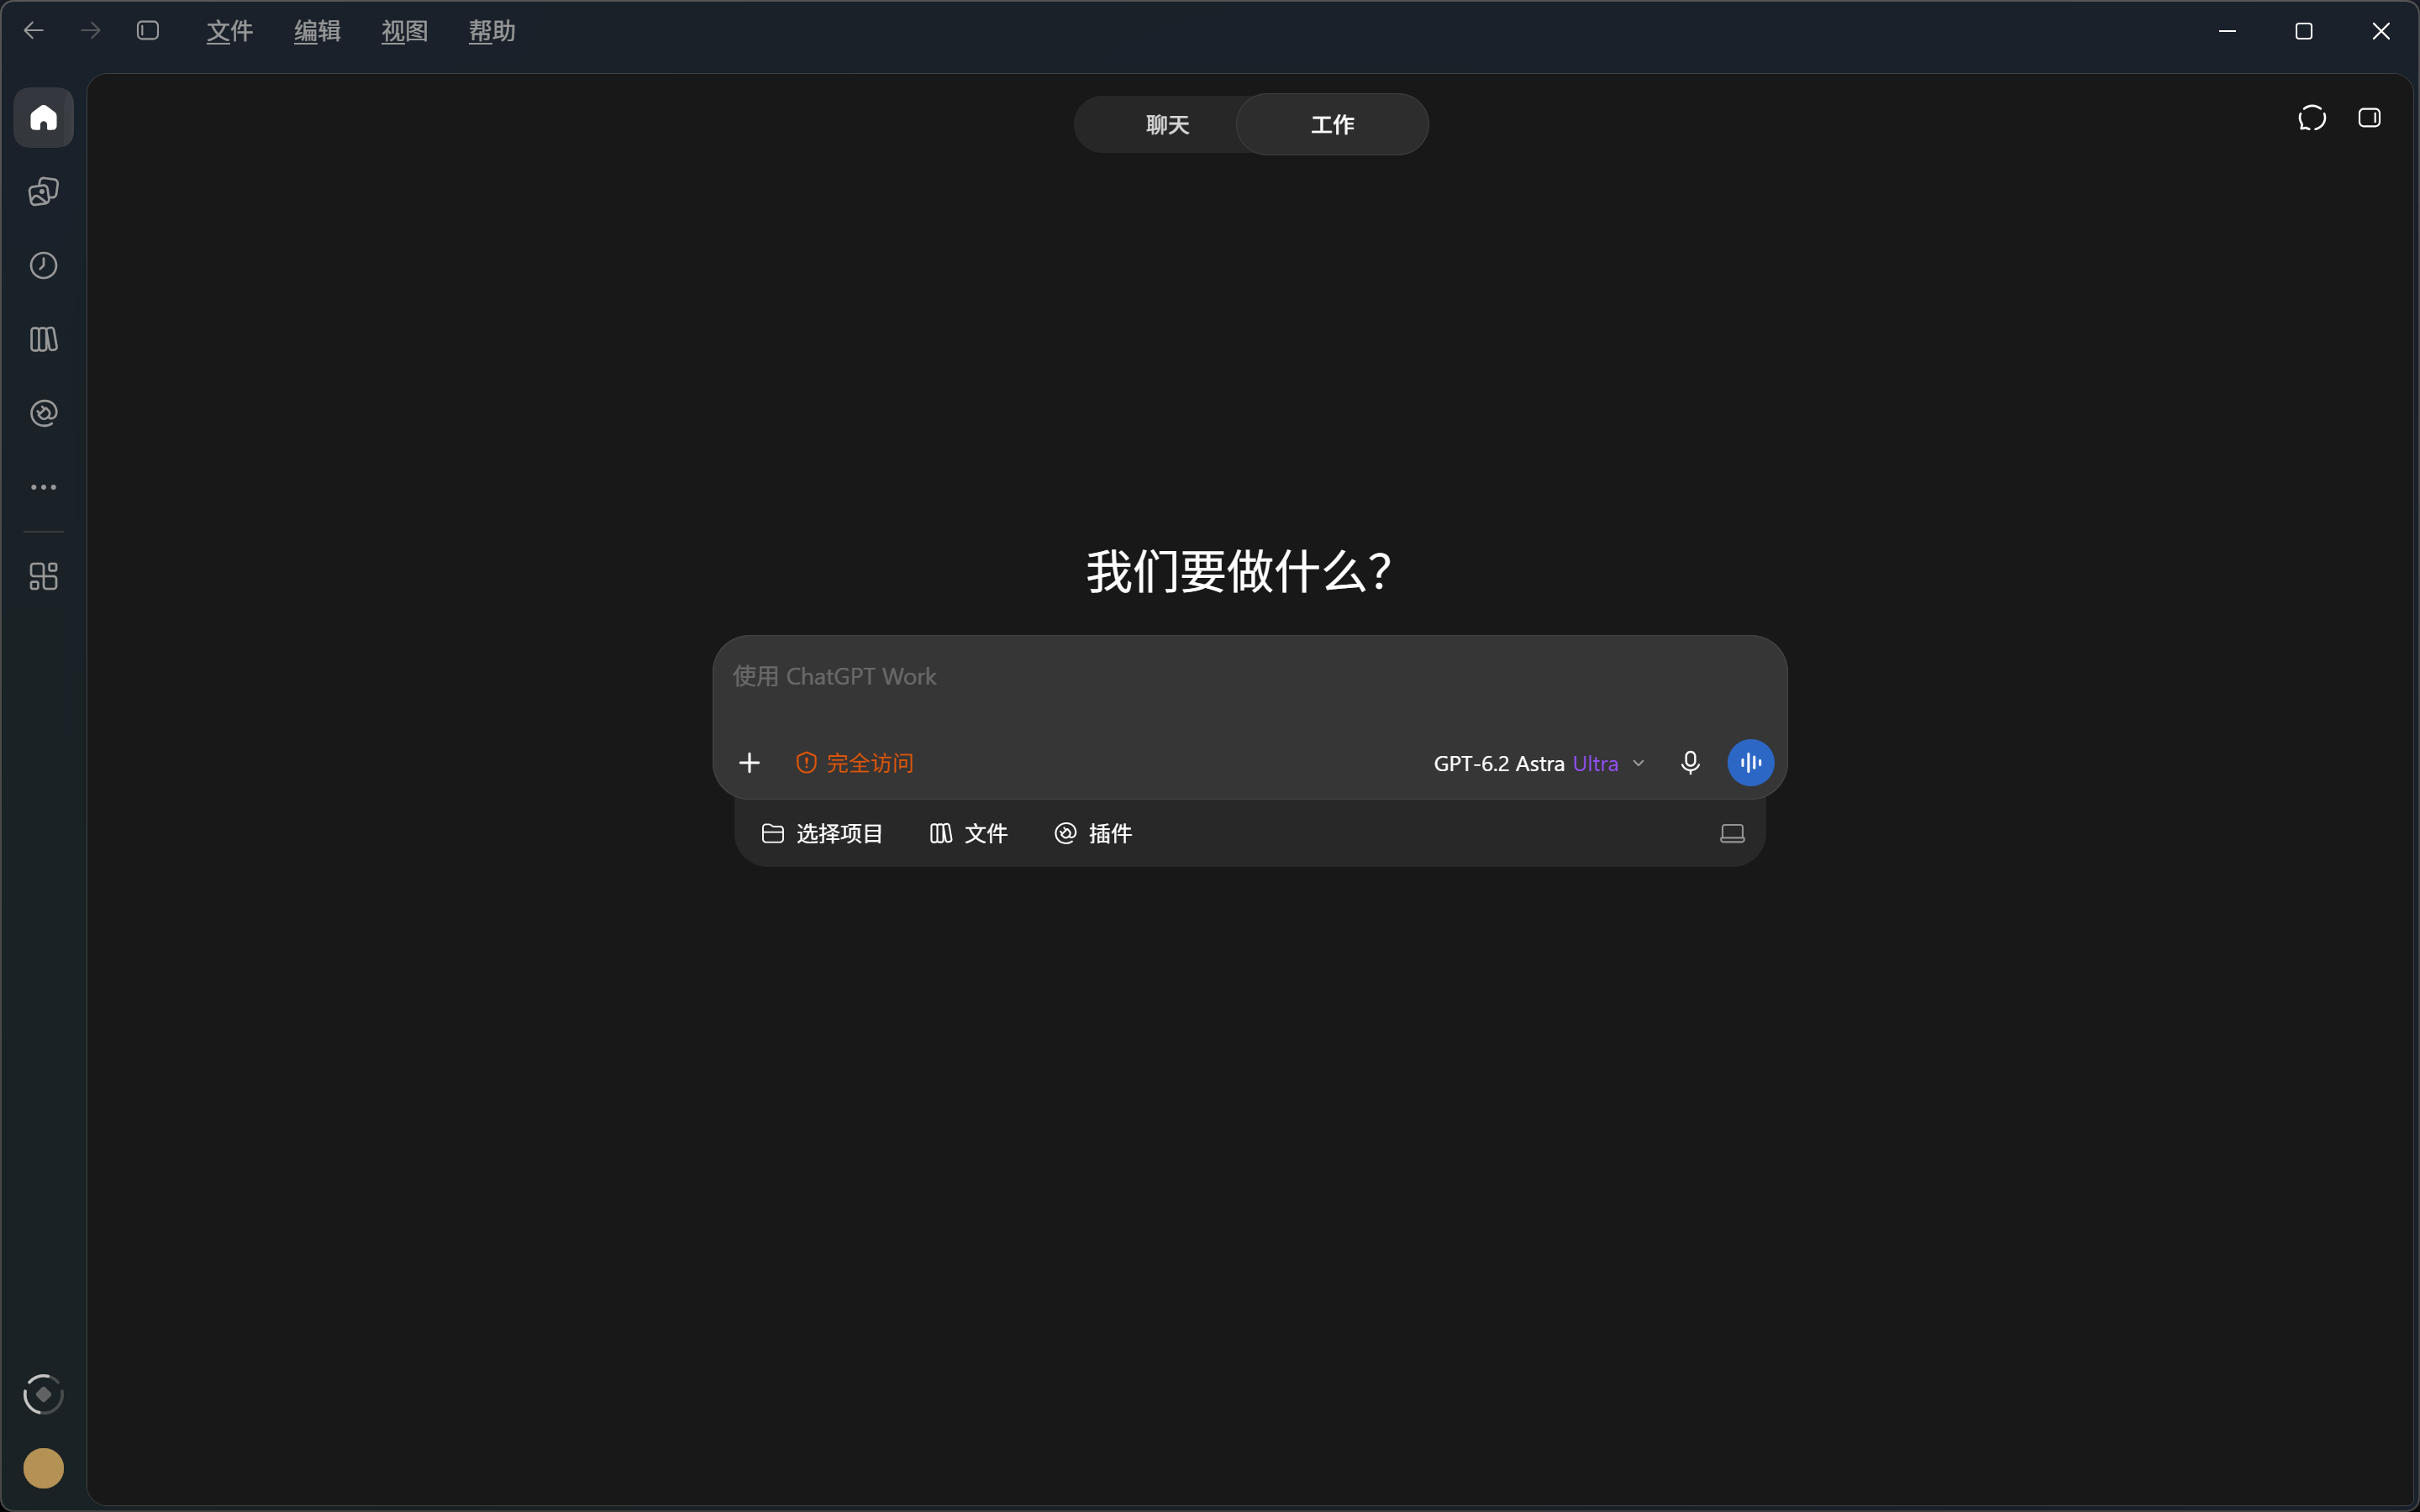 文件 编辑 视图 帮助
聊天 工作
我们要做什么?
使用 ChatGPT Work
完全访问 GPT-6.2 Astra Ultra
选择项目 文件 插件